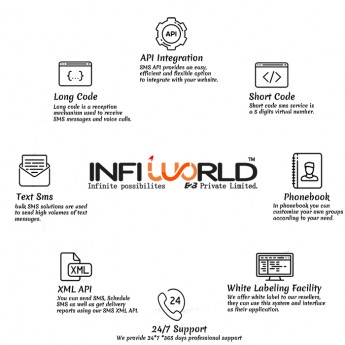 API
API Integration
SMS API provides an easy,
efficient and flexible option
to integrate with your website.
{...}
Long Code
Long code is a reception
mechanism used to receive
SMS messages and voice calls.
</>
Short Code
Short code sms service is
a 5 digits virtual number.
INFI WORLD™
Infinite possibilites E2B Private Limited.
Text Sms
bulk SMS solutions are used
to send high volumes of text
messages.
Phonebook
In phonebook you can
customize your own groups
according to your need.
XML
XML API
You can send SMS, Schedule
SMS as well as get delivery
reports using our SMS XML API.
24
24/7 Support
We provide 24*7 *365 days professional support
White Labeling Facility
We offer white label to our resellers,
they can use this system and interface
as their application.